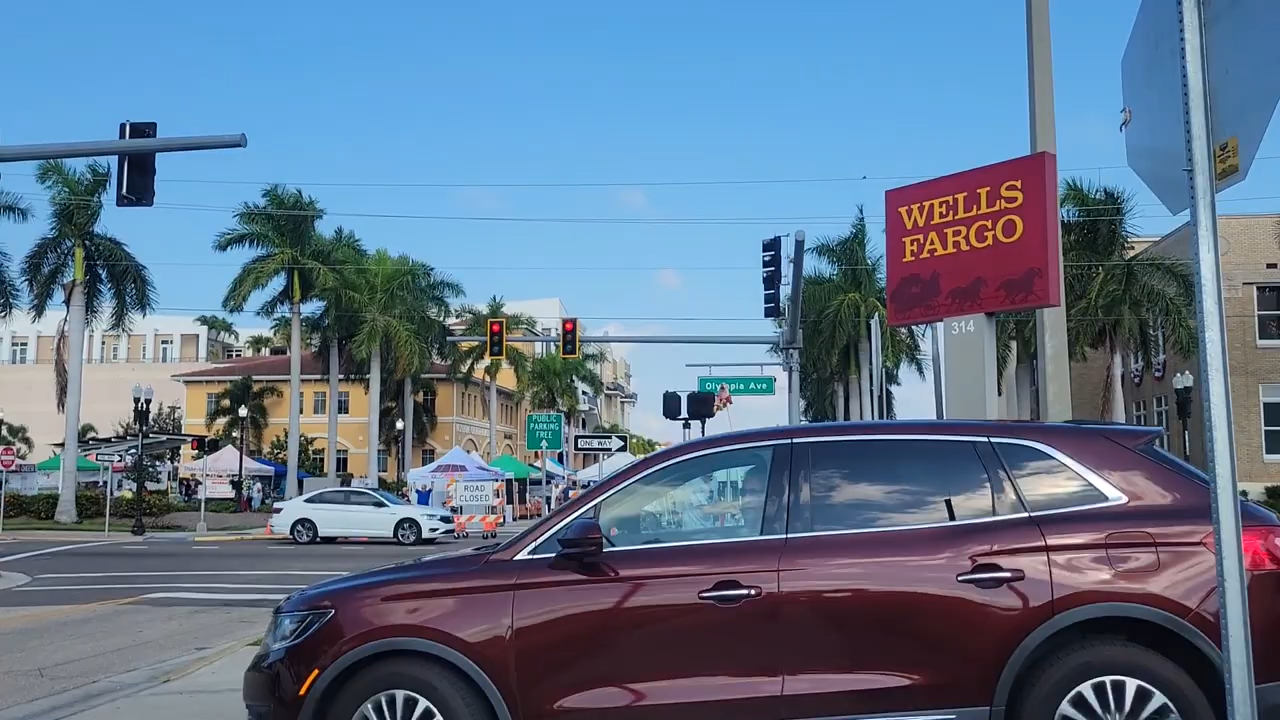 WELLS
FARGO
314
Olympia Ave
PUBLIC
PARKING
FREE
ONE WAY
ROAD
CLOSED